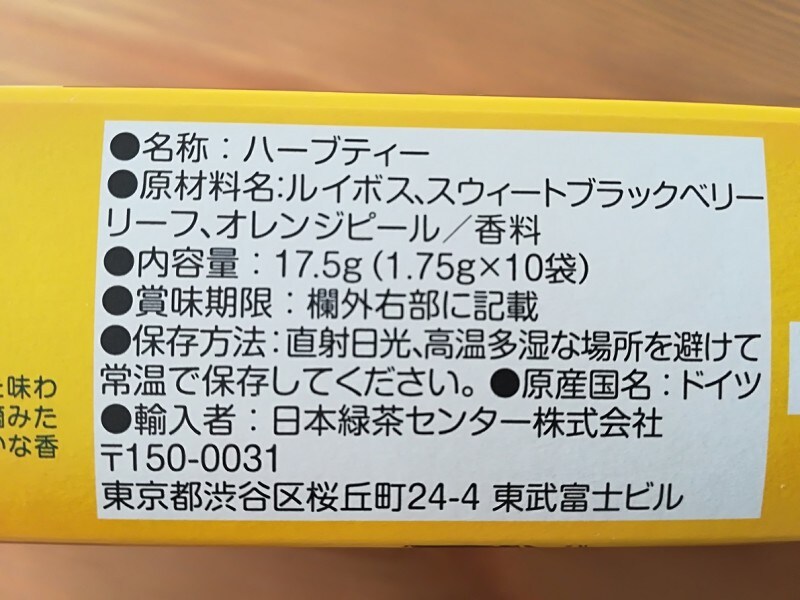 ●名称：ハーブティー
●原材料名:ルイボス、スウィートブラックベリー
リーフ、オレンジピール／香料
●内容量：17.5g（1.75g×10袋）
●賞味期限：欄外右部に記載
●保存方法：直射日光、高温多湿な場所を避けて
常温で保存してください。●原産国名：ドイツ
●輸入者：日本緑茶センター株式会社
〒150-0031
東京都渋谷区桜丘町24-4 東武富士ビル
味わ
みた
な香